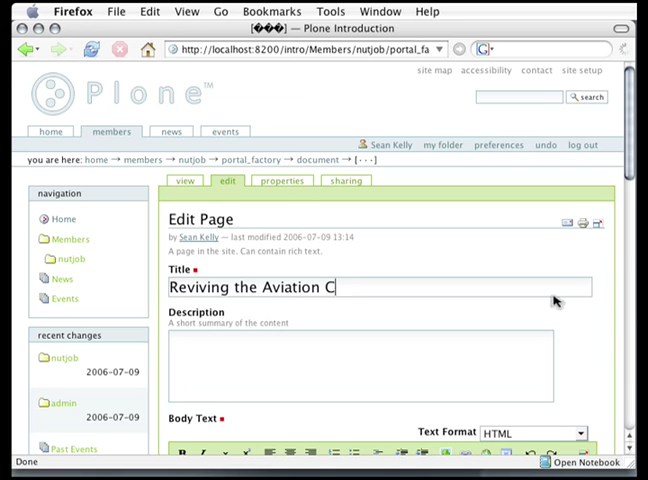 Firefox File Edit View Go Bookmarks Tools Window Help
[���] — Plone Introduction
http://localhost:8200/intro/Members/nutjob/portal_fa
site map accessibility contact site setup
Plone™
search
home members news events
Sean Kelly my folder preferences undo log out
you are here: home → members → nutjob → portal_factory → document → [···]
view edit properties sharing
navigation
Home
Members
nutjob
News
Events
recent changes
nutjob
2006-07-09
admin
2006-07-09
Past Events
Edit Page
by Sean Kelly — last modified 2006-07-09 13:14
A page in the site. Can contain rich text.
Title
Reviving the Aviation C
Description
A short summary of the content
Body Text
Text Format HTML
Done
Open Notebook